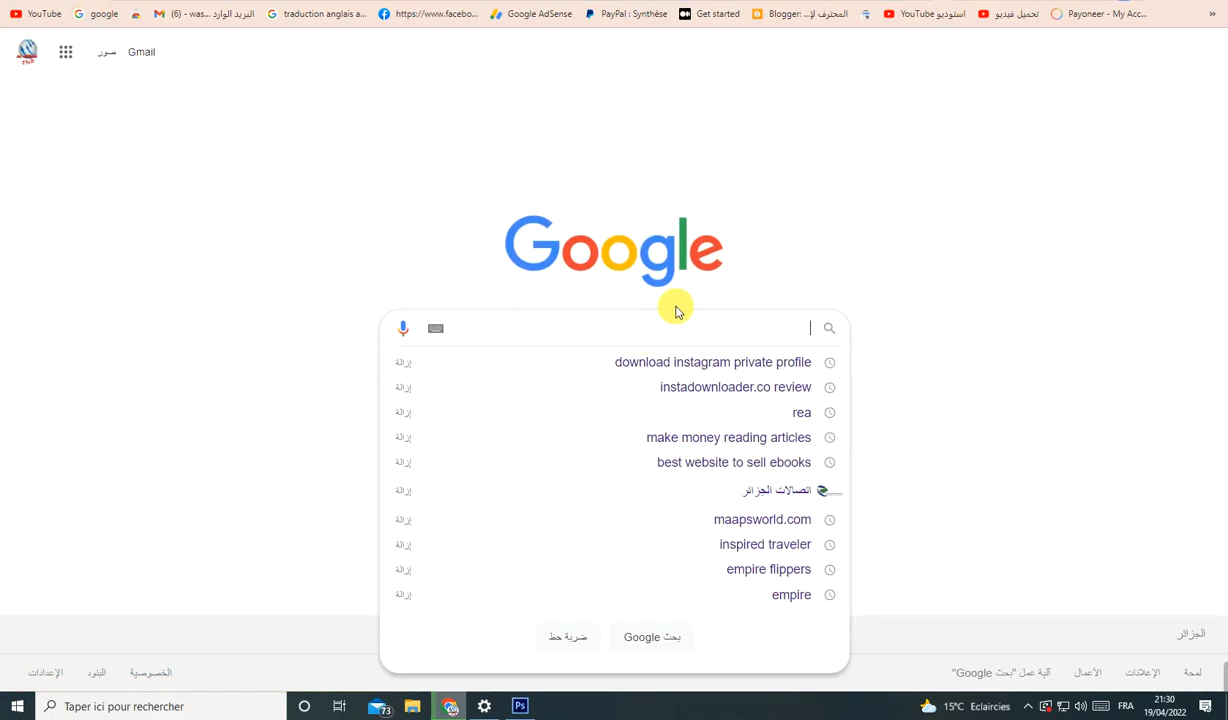 YouTube
google
(6) - was... البريد الوارد
traduction anglais a...
https://www.facebo...
Google AdSense
PayPal : Synthèse
Get started
Blogger: ...المحترف لإ
YouTube استوديو
تحميل فيديو
Payoneer - My Acc...
»
صور
Gmail
Google
download instagram private profile
إزالة
instadownloader.co review
إزالة
rea
إزالة
make money reading articles
إزالة
best website to sell ebooks
إزالة
اتصالات الجزائر
إزالة
maapsworld.com
إزالة
inspired traveler
إزالة
empire flippers
إزالة
empire
إزالة
بحث Google
ضربة حظ
الجزائر
لمحة
الإعلانات
الأعمال
آلية عمل "بحث Google"
الخصوصية
البنود
الإعدادات
Taper ici pour rechercher
73
Ps
15°C Eclaircies
FRA
21:30
19/04/2022